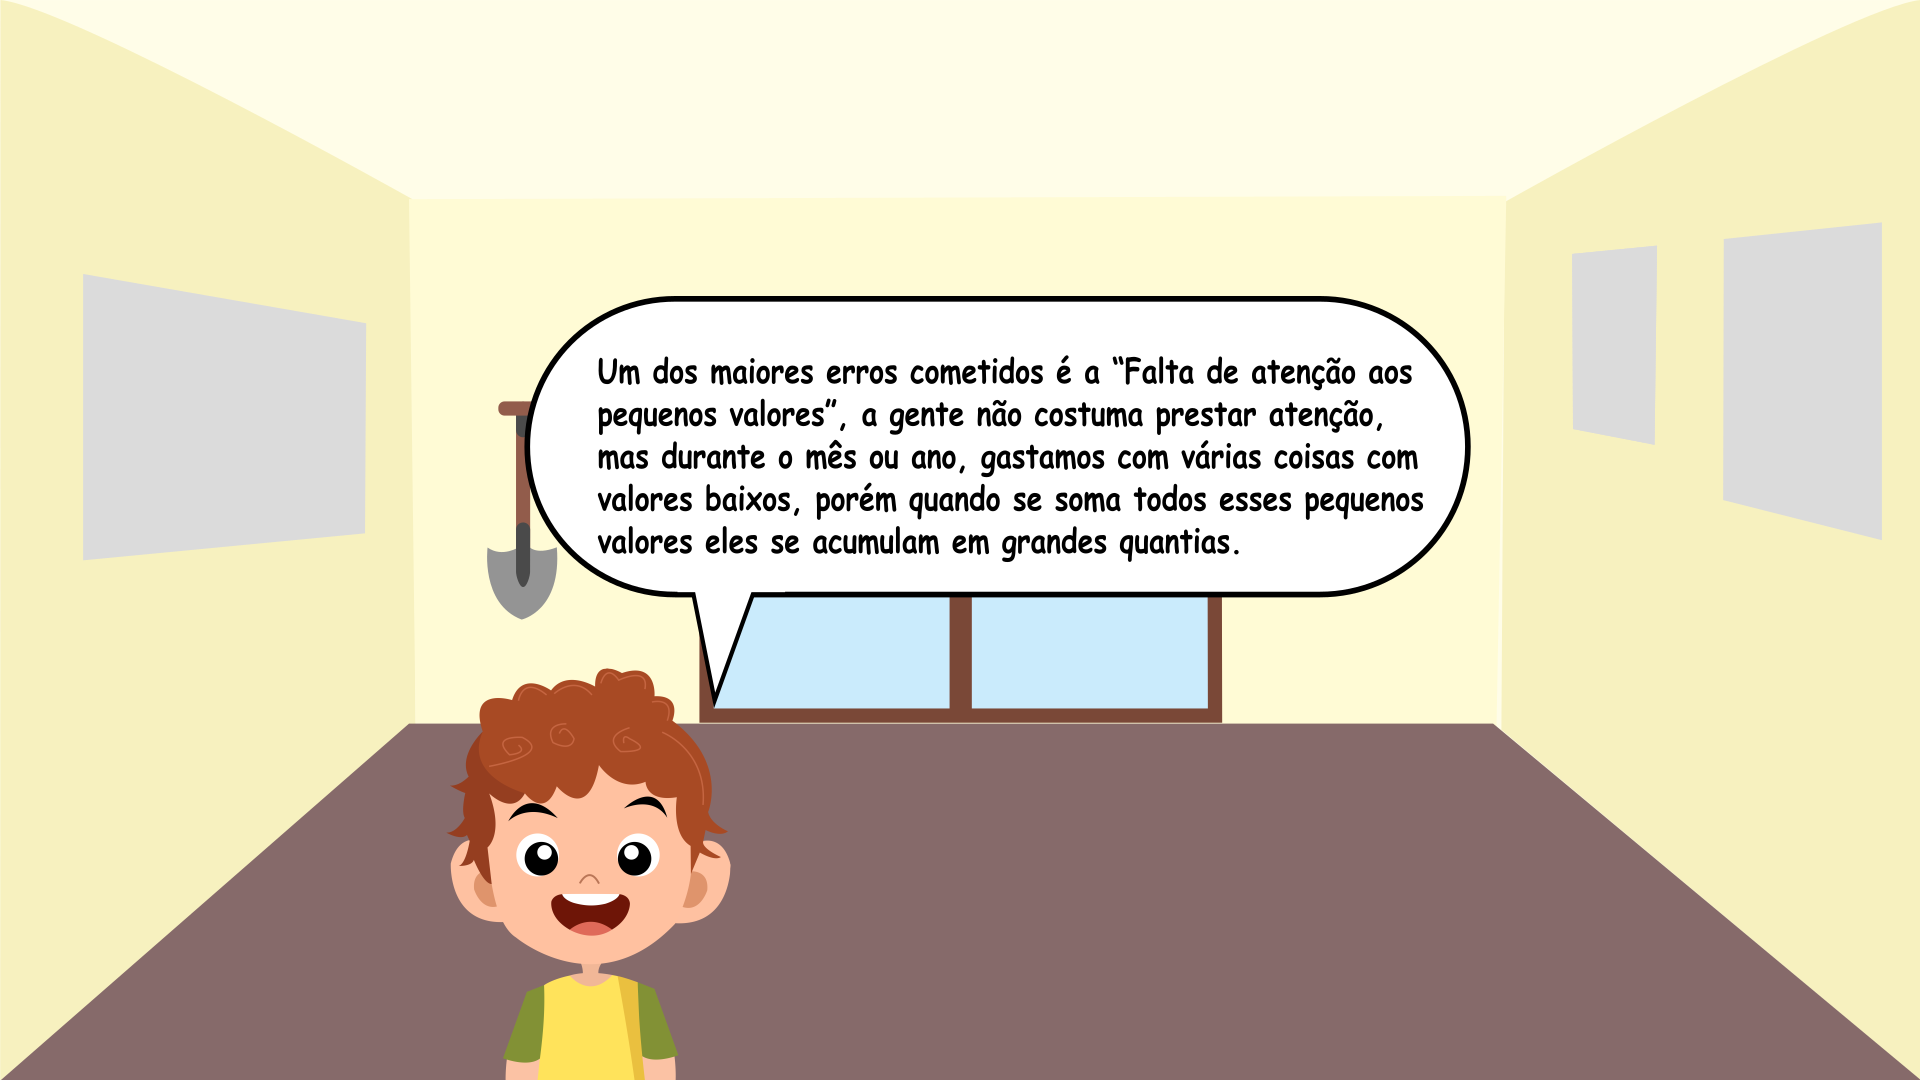 Um dos maiores erros cometidos é a “Falta de atenção aos
pequenos valores”, a gente não costuma prestar atenção,
mas durante o mês ou ano, gastamos com várias coisas com
valores baixos, porém quando se soma todos esses pequenos
valores eles se acumulam em grandes quantias.